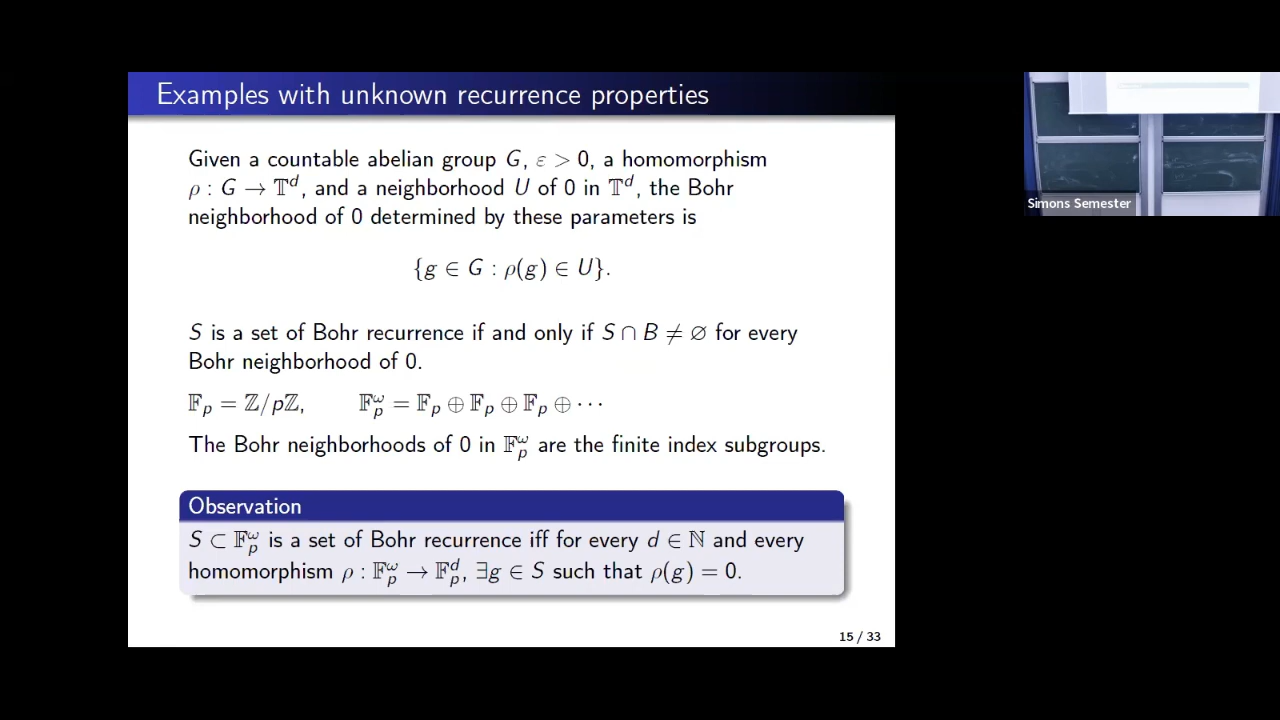 Examples with unknown recurrence properties
Given a countable abelian group G, ε > 0, a homomorphism
ρ : G → 𝕋^d, and a neighborhood U of 0 in 𝕋^d, the Bohr
neighborhood of 0 determined by these parameters is
{g ∈ G : ρ(g) ∈ U}.
S is a set of Bohr recurrence if and only if S ∩ B ≠ ∅ for every
Bohr neighborhood of 0.
𝔽_p = ℤ/pℤ, 𝔽_p^ω = 𝔽_p ⊕ 𝔽_p ⊕ 𝔽_p ⊕ ···
The Bohr neighborhoods of 0 in 𝔽_p^ω are the finite index subgroups.
Observation
S ⊂ 𝔽_p^ω is a set of Bohr recurrence iff for every d ∈ ℕ and every
homomorphism ρ : 𝔽_p^ω → 𝔽_p^d, ∃g ∈ S such that ρ(g) = 0.
15 / 33
Simons Semester